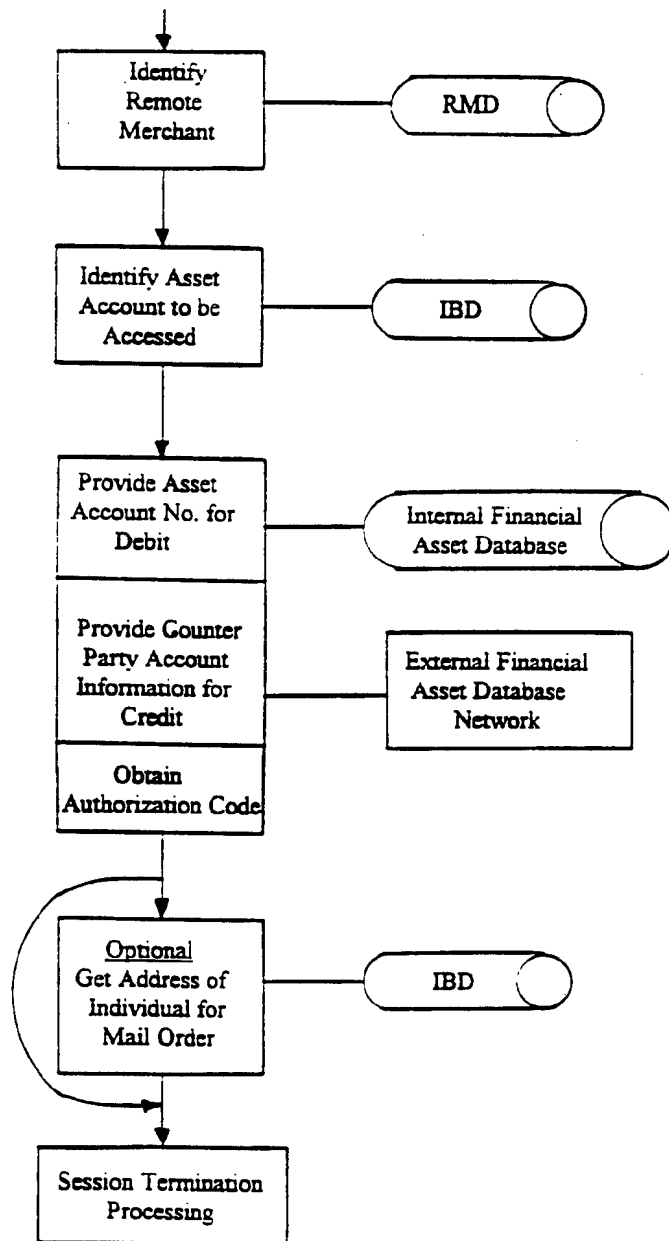 Identify
Remote
Merchant
RMD
Identify Asset
Account to be
Accessed
IBD
Provide Asset
Account No. for
Debit
Internal Financial
Asset Database
Provide Counter
Party Account
Information for
Credit
External Financial
Asset Database
Network
Obtain
Authorization Code
Optional
Get Address of
Individual for
Mail Order
IBD
Session Termination
Processing